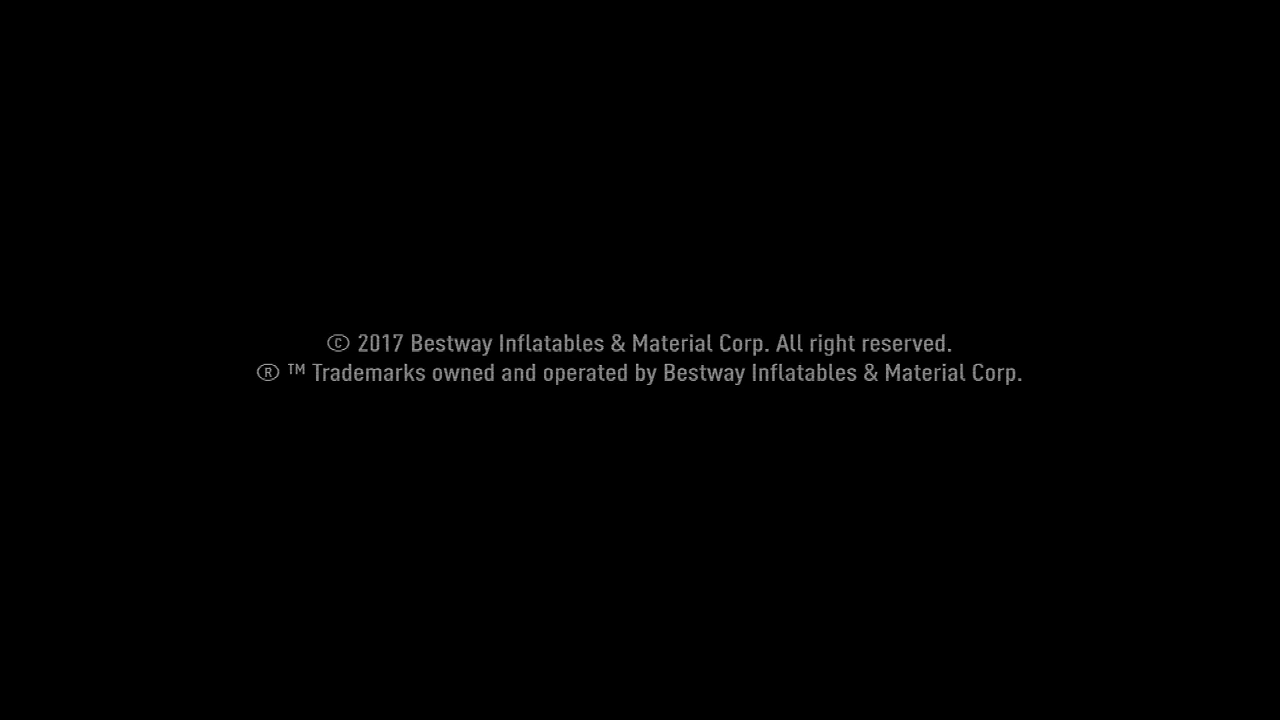 © 2017 Bestway Inflatables & Material Corp. All right reserved.
® ™ Trademarks owned and operated by Bestway Inflatables & Material Corp.